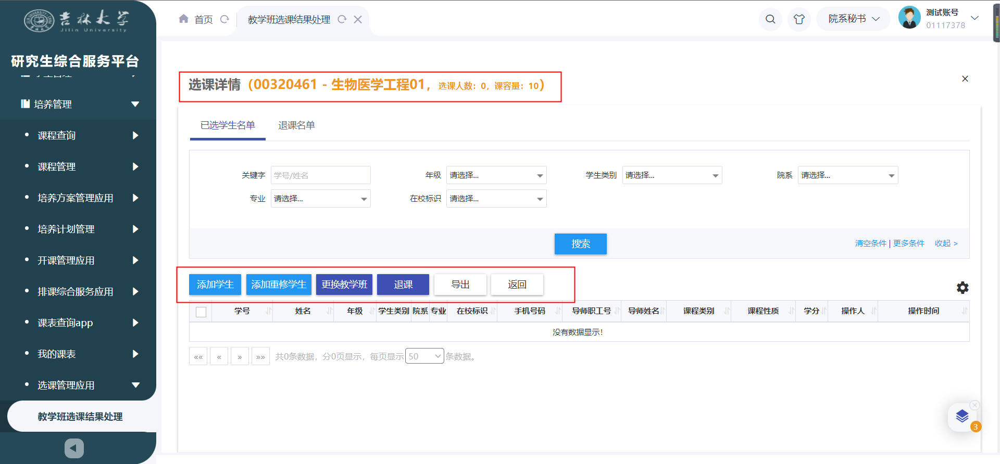 吉林大学
Jilin University
研究生综合服务平台
培养管理
课程查询
课程管理
培养方案管理应用
培养计划管理
开课管理应用
排课综合服务应用
课表查询app
我的课表
选课管理应用
教学班选课结果处理
首页
教学班选课结果处理
院系秘书
测试账号
01117378
选课详情（00320461 - 生物医学工程01，选课人数：0，课容量：10）
已选学生名单 退课名单
关键字 学号/姓名 年级 请选择... 学生类别 请选择... 院系 请选择...
专业 请选择... 在校标识 请选择...
搜索
清空条件 | 更多条件 收起 >
添加学生 添加重修学生 更换教学班 退课 导出 返回
学号 姓名 年级 学生类别 院系 专业 在校标识 手机号码 导师职工号 导师姓名 课程类别 课程性质 学分 操作人 操作时间
没有数据显示!
«« « » »» 共0条数据，分0页显示，每页显示 50 条数据。
3